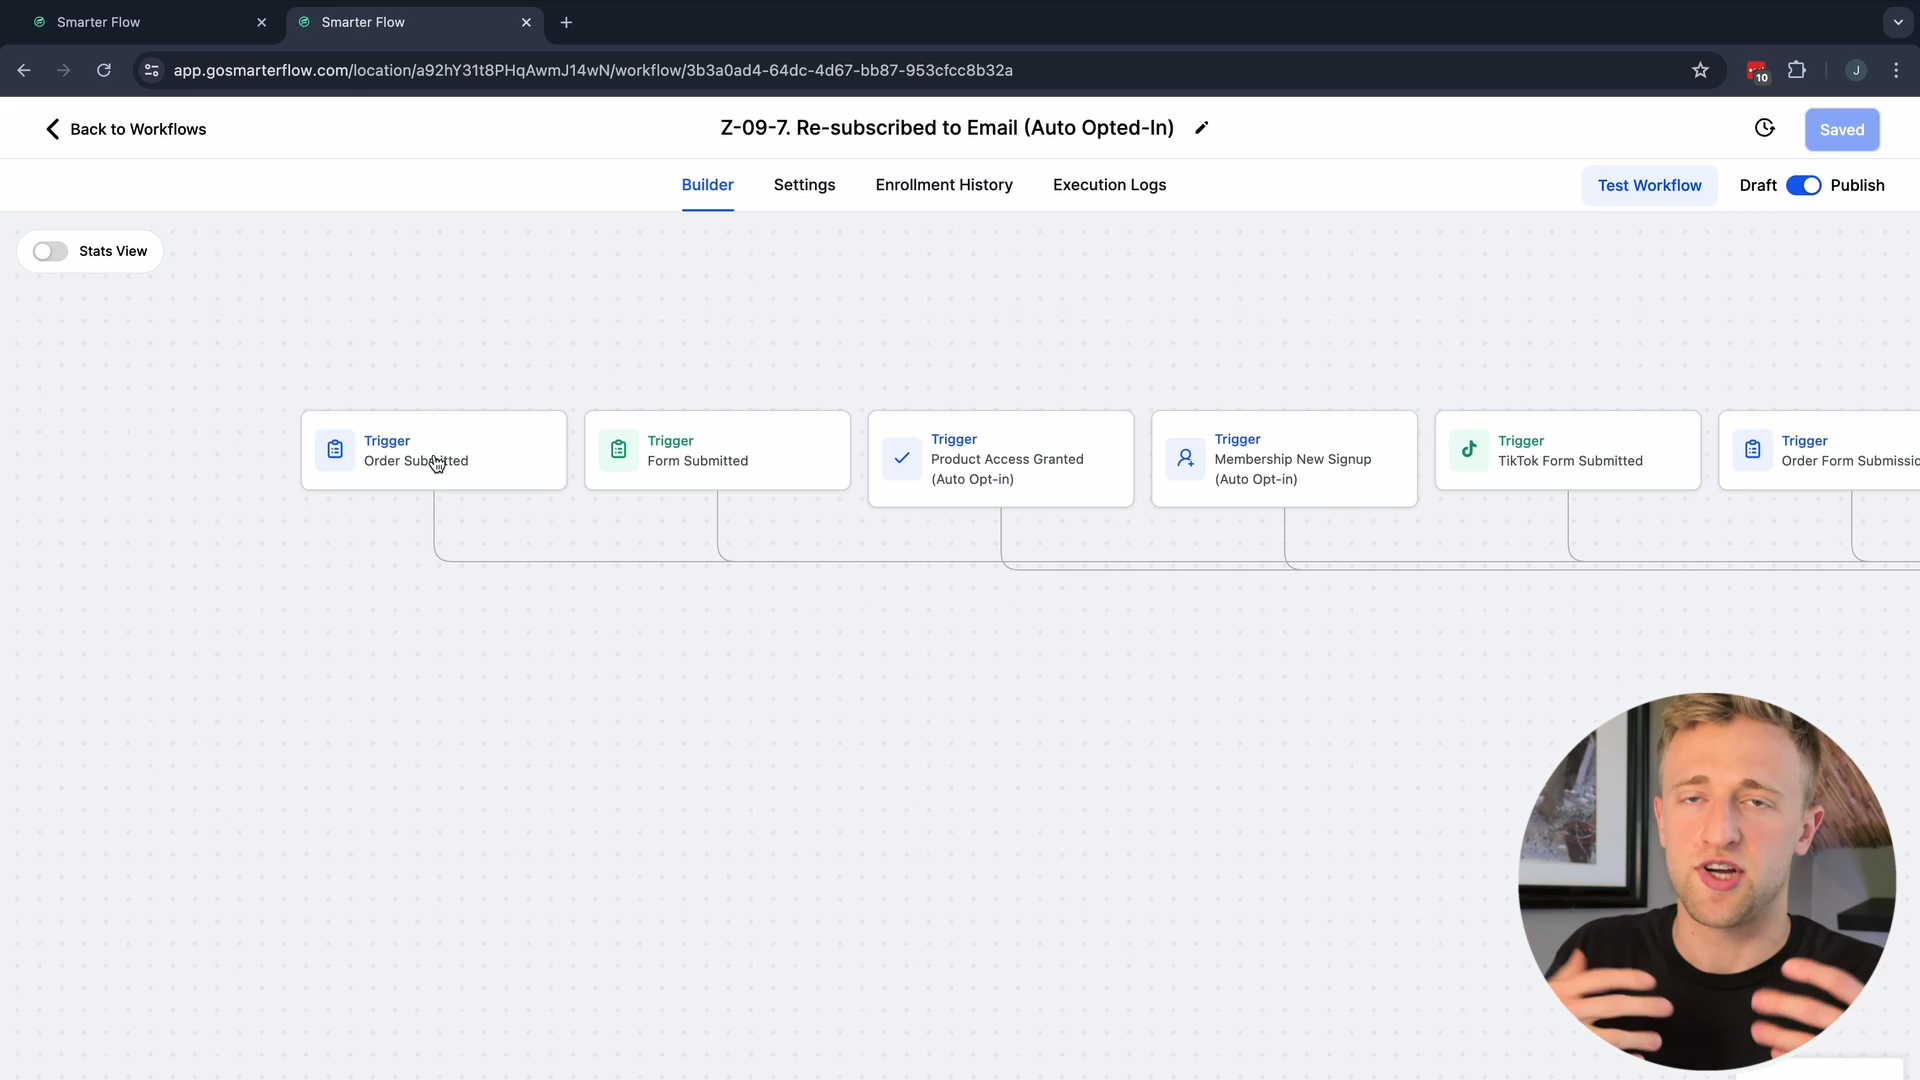 Smarter Flow
Smarter Flow
app.gosmarterflow.com/location/a92hY31t8PHqAwmJ14wN/workflow/3b3a0ad4-64dc-4d67-bb87-953cfcc8b32a
10
J
Back to Workflows
Z-09-7. Re-subscribed to Email (Auto Opted-In)
Saved
Builder
Settings
Enrollment History
Execution Logs
Test Workflow
Draft
Publish
Stats View
Trigger
Order Submitted
Trigger
Form Submitted
Trigger
Product Access Granted
(Auto Opt-in)
Trigger
Membership New Signup
(Auto Opt-in)
Trigger
TikTok Form Submitted
Trigger
Order Form Submissio